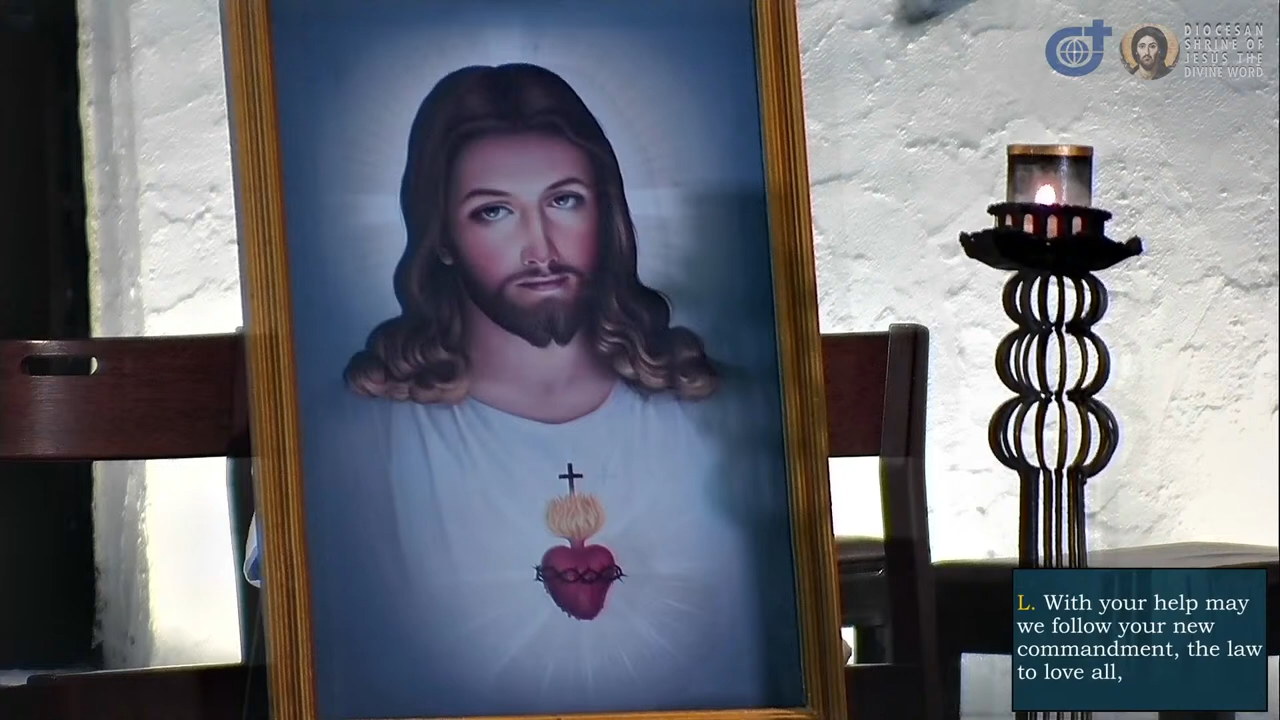 DIOCESAN
SHRINE OF
JESUS THE
DIVINE WORD
L. With your help may
we follow your new
commandment, the law
to love all,